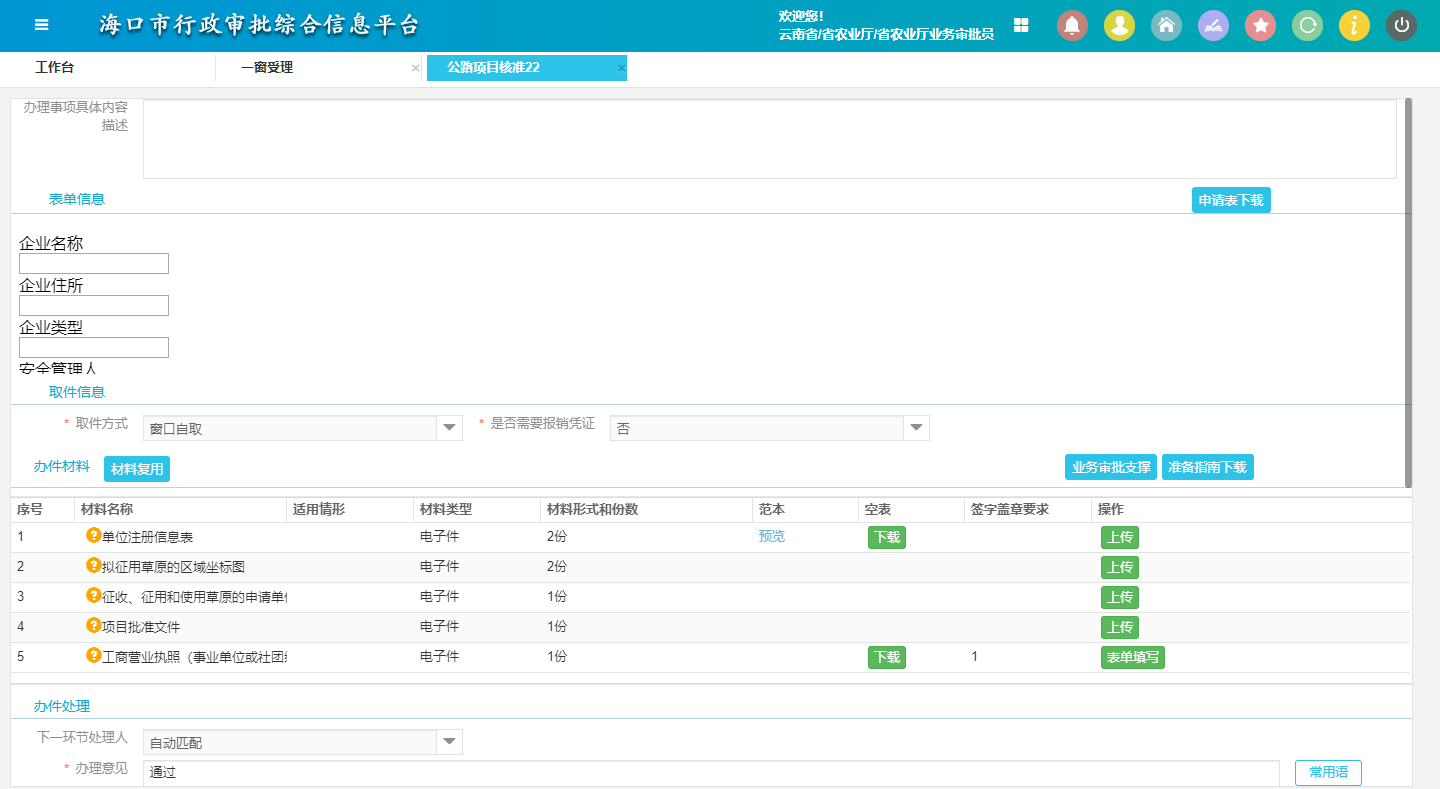 海口市行政审批综合信息平台
欢迎您!
云南省/省农业厅/省农业厅业务审批员
工作台 一窗受理 × 公路项目核准22 ×
办理事项具体内容
描述
表单信息 申请表下载
企业名称
企业住所
企业类型
安全管理人
取件信息
* 取件方式 窗口自取 * 是否需要报销凭证 否
办件材料 材料复用 业务审批支撑 准备指南下载
序号 材料名称 适用情形 材料类型 材料形式和份数 范本 空表 签字盖章要求 操作
1 ?单位注册信息表 电子件 2份 预览 下载 上传
2 ?拟征用草原的区域坐标图 电子件 2份 上传
3 ?征收、征用和使用草原的申请单 电子件 1份 上传
4 ?项目批准文件 电子件 1份 上传
5 ?工商营业执照（事业单位或社团 电子件 1份 下载 1 表单填写
办件处理
下一环节处理人 自动匹配
* 办理意见 通过 常用语